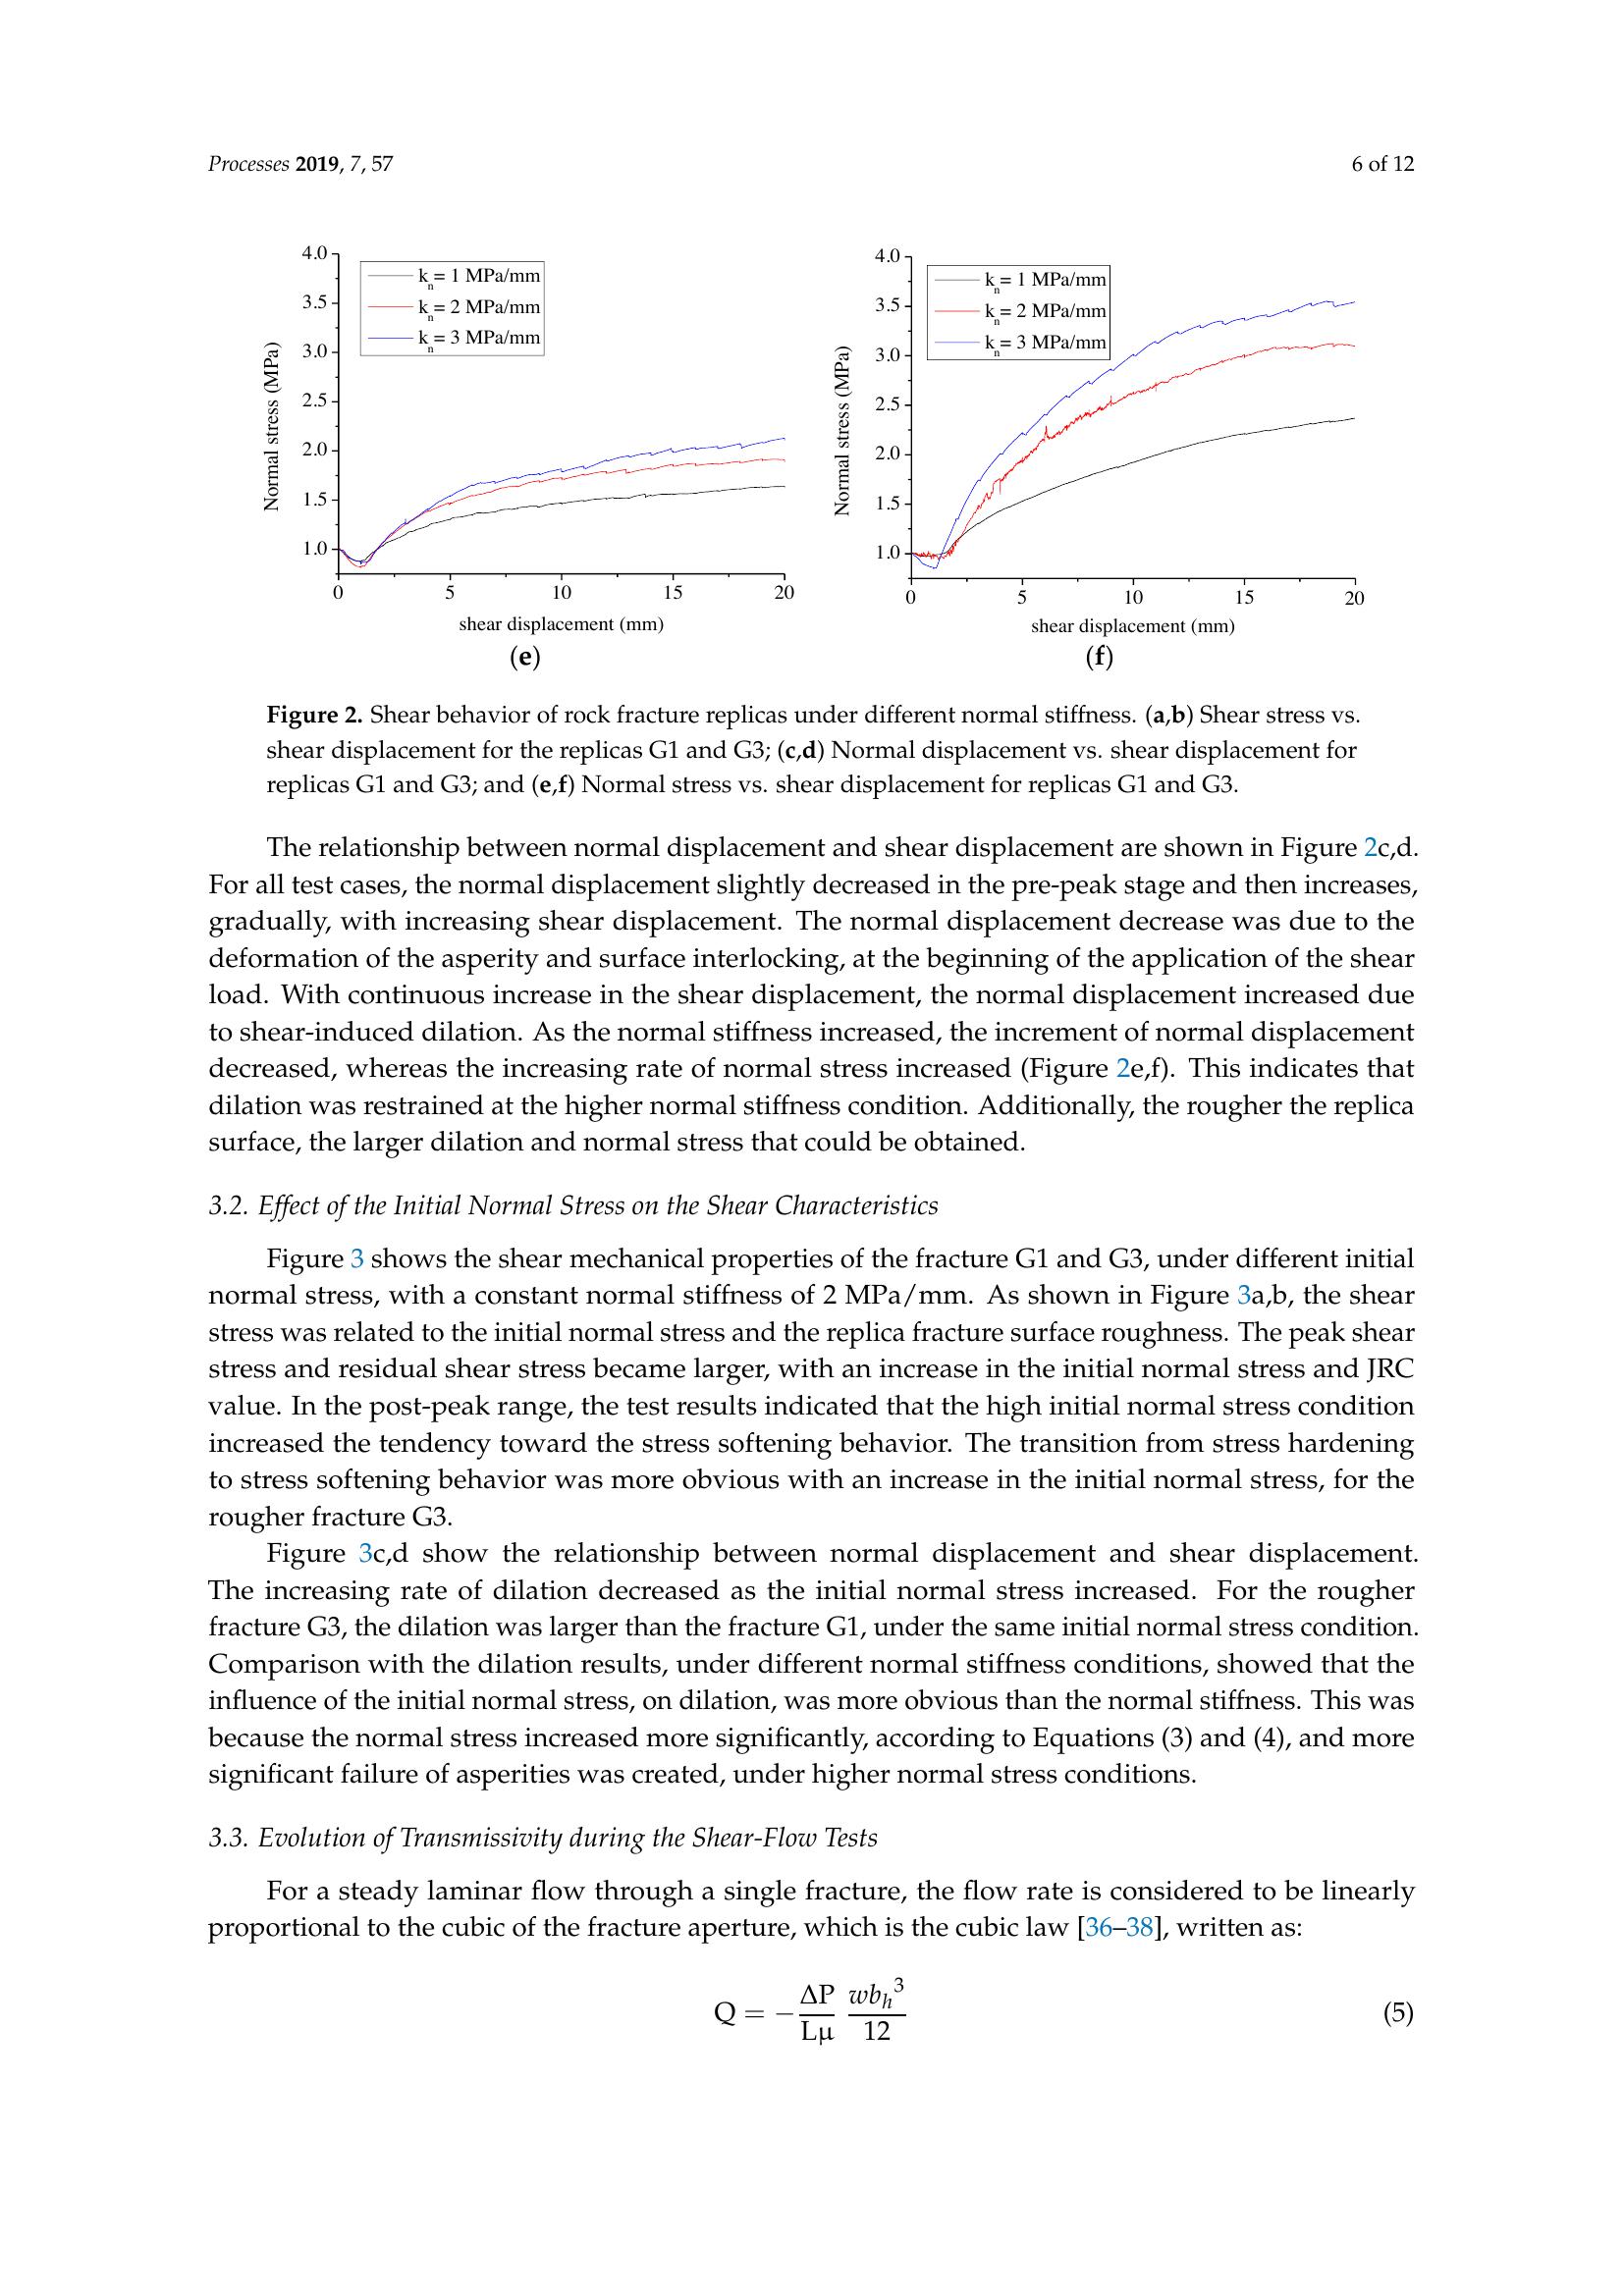 Processes 2019, 7, 57
6 of 12
4.0
3.5
3.0
2.5
2.0
1.5
1.0
Normal stress (MPa)
kn= 1 MPa/mm
kn= 2 MPa/mm
kn= 3 MPa/mm
0 5 10 15 20
shear displacement (mm)
(e)
4.0
3.5
3.0
2.5
2.0
1.5
1.0
Normal stress (MPa)
kn= 1 MPa/mm
kn= 2 MPa/mm
kn= 3 MPa/mm
0 5 10 15 20
shear displacement (mm)
(f)
Figure 2. Shear behavior of rock fracture replicas under different normal stiffness. (a,b) Shear stress vs.
shear displacement for the replicas G1 and G3; (c,d) Normal displacement vs. shear displacement for
replicas G1 and G3; and (e,f) Normal stress vs. shear displacement for replicas G1 and G3.
The relationship between normal displacement and shear displacement are shown in Figure 2c,d.
For all test cases, the normal displacement slightly decreased in the pre-peak stage and then increases,
gradually, with increasing shear displacement. The normal displacement decrease was due to the
deformation of the asperity and surface interlocking, at the beginning of the application of the shear
load. With continuous increase in the shear displacement, the normal displacement increased due
to shear-induced dilation. As the normal stiffness increased, the increment of normal displacement
decreased, whereas the increasing rate of normal stress increased (Figure 2e,f). This indicates that
dilation was restrained at the higher normal stiffness condition. Additionally, the rougher the replica
surface, the larger dilation and normal stress that could be obtained.
3.2. Effect of the Initial Normal Stress on the Shear Characteristics
Figure 3 shows the shear mechanical properties of the fracture G1 and G3, under different initial
normal stress, with a constant normal stiffness of 2 MPa/mm. As shown in Figure 3a,b, the shear
stress was related to the initial normal stress and the replica fracture surface roughness. The peak shear
stress and residual shear stress became larger, with an increase in the initial normal stress and JRC
value. In the post-peak range, the test results indicated that the high initial normal stress condition
increased the tendency toward the stress softening behavior. The transition from stress hardening
to stress softening behavior was more obvious with an increase in the initial normal stress, for the
rougher fracture G3.
Figure 3c,d show the relationship between normal displacement and shear displacement.
The increasing rate of dilation decreased as the initial normal stress increased. For the rougher
fracture G3, the dilation was larger than the fracture G1, under the same initial normal stress condition.
Comparison with the dilation results, under different normal stiffness conditions, showed that the
influence of the initial normal stress, on dilation, was more obvious than the normal stiffness. This was
because the normal stress increased more significantly, according to Equations (3) and (4), and more
significant failure of asperities was created, under higher normal stress conditions.
3.3. Evolution of Transmissivity during the Shear-Flow Tests
For a steady laminar flow through a single fracture, the flow rate is considered to be linearly
proportional to the cubic of the fracture aperture, which is the cubic law [36–38], written as:
Q = −ΔP/Lμ wbh³/12 (5)